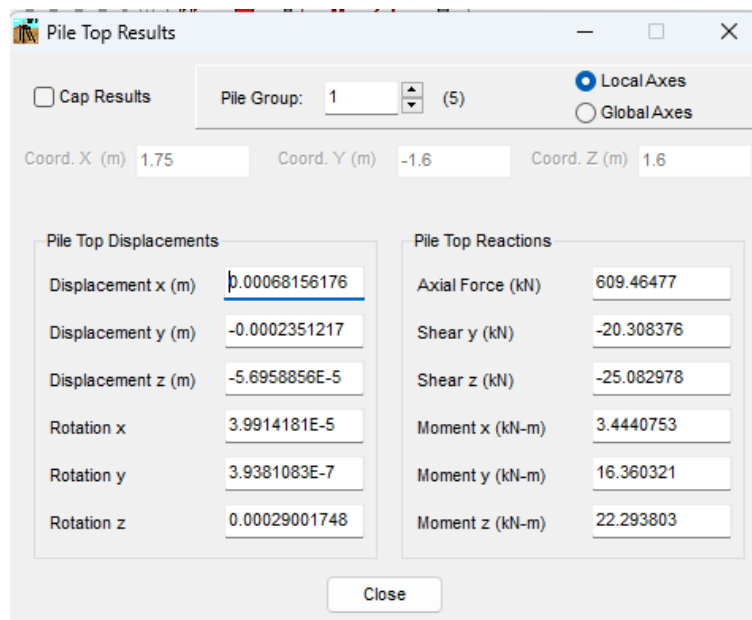 Pile Top Results
Cap Results
Pile Group: 1 (5)
Local Axes
Global Axes
Coord. X (m) 1.75 Coord. Y (m) -1.6 Coord. Z (m) 1.6
Pile Top Displacements
Displacement x (m) 0.00068156176
Displacement y (m) -0.0002351217
Displacement z (m) -5.6958856E-5
Rotation x 3.9914181E-5
Rotation y 3.9381083E-7
Rotation z 0.00029001748
Pile Top Reactions
Axial Force (kN) 609.46477
Shear y (kN) -20.308376
Shear z (kN) -25.082978
Moment x (kN-m) 3.4440753
Moment y (kN-m) 16.360321
Moment z (kN-m) 22.293803
Close